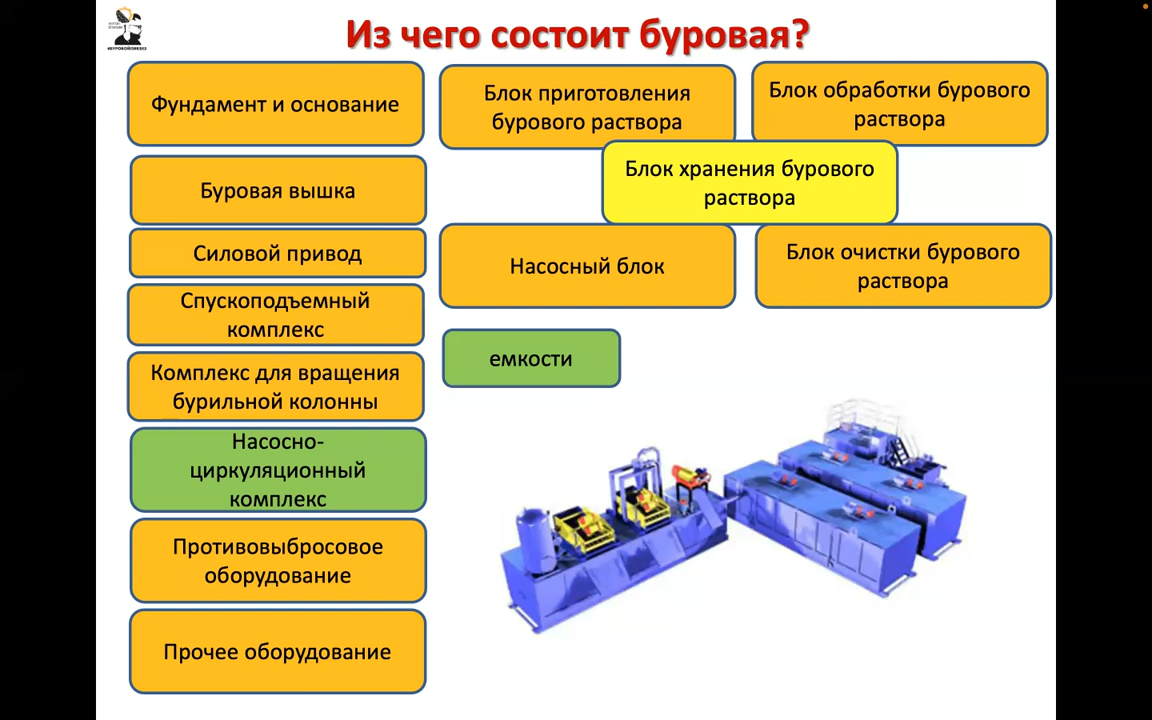 Из чего состоит буровая?
Фундамент и основание
Буровая вышка
Силовой привод
Спускоподъемный
комплекс
Комплекс для вращения
бурильной колонны
Насосно-
циркуляционный
комплекс
Противовыбросовое
оборудование
Прочее оборудование
Блок приготовления
бурового раствора
Блок обработки бурового
раствора
Блок хранения бурового
раствора
Насосный блок
Блок очистки бурового
раствора
емкости